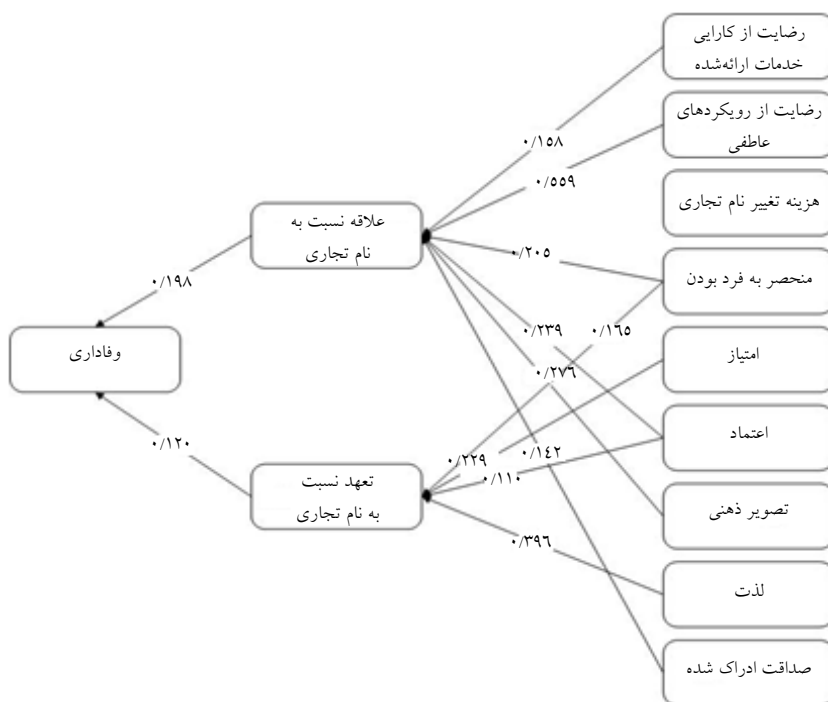 رضایت از کارایی
خدمات ارائه‌شده
رضایت از رویکردهای
عاطفی
هزینه تغییر نام تجاری
منحصر به فرد بودن
امتیاز
اعتماد
تصویر ذهنی
لذت
صداقت ادراک شده
۰/۱۵۸
۰/۵۵۹
۰/۲۰۵
۰/۲۳۹
۰/۱۶۵
۰/۲۷۶
۰/۱٤۲
۰/۲۲۹
۰/۱۱۰
۰/۳۹٦
علاقه نسبت به
نام تجاری
تعهد نسبت
به نام تجاری
۰/۱۹۸
۰/۱۲۰
وفاداری